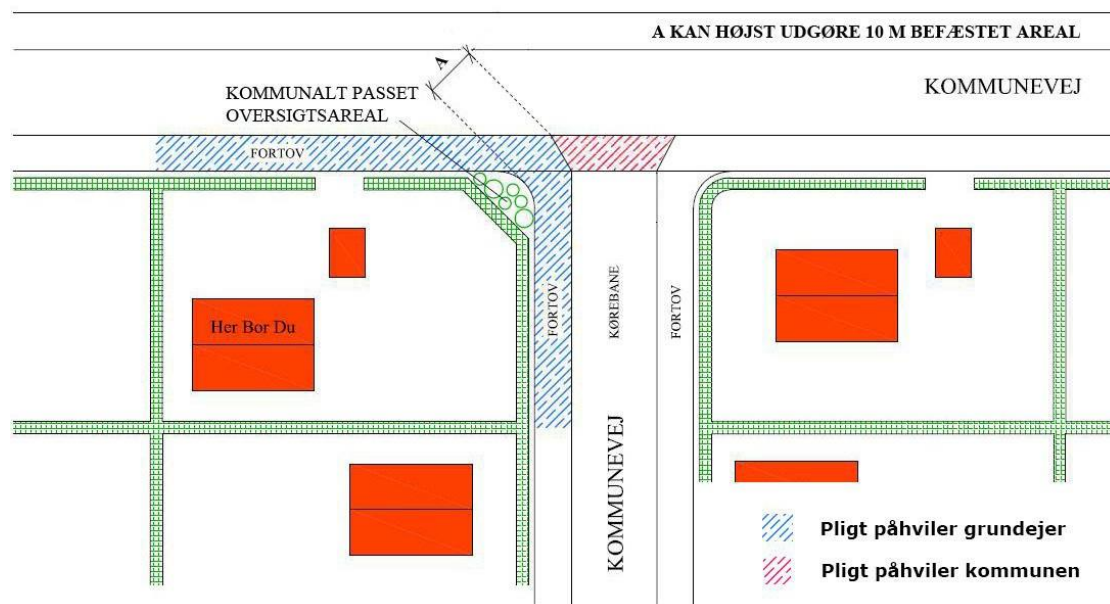 A KAN HØJST UDGØRE 10 M BEFÆSTET AREAL
A
KOMMUNEVEJ
KOMMUNALT PASSET
OVERSIGTSAREAL
FORTOV
Her Bor Du
FORTOV
KØREBANE
FORTOV
KOMMUNEVEJ
Pligt påhviler grundejer
Pligt påhviler kommunen